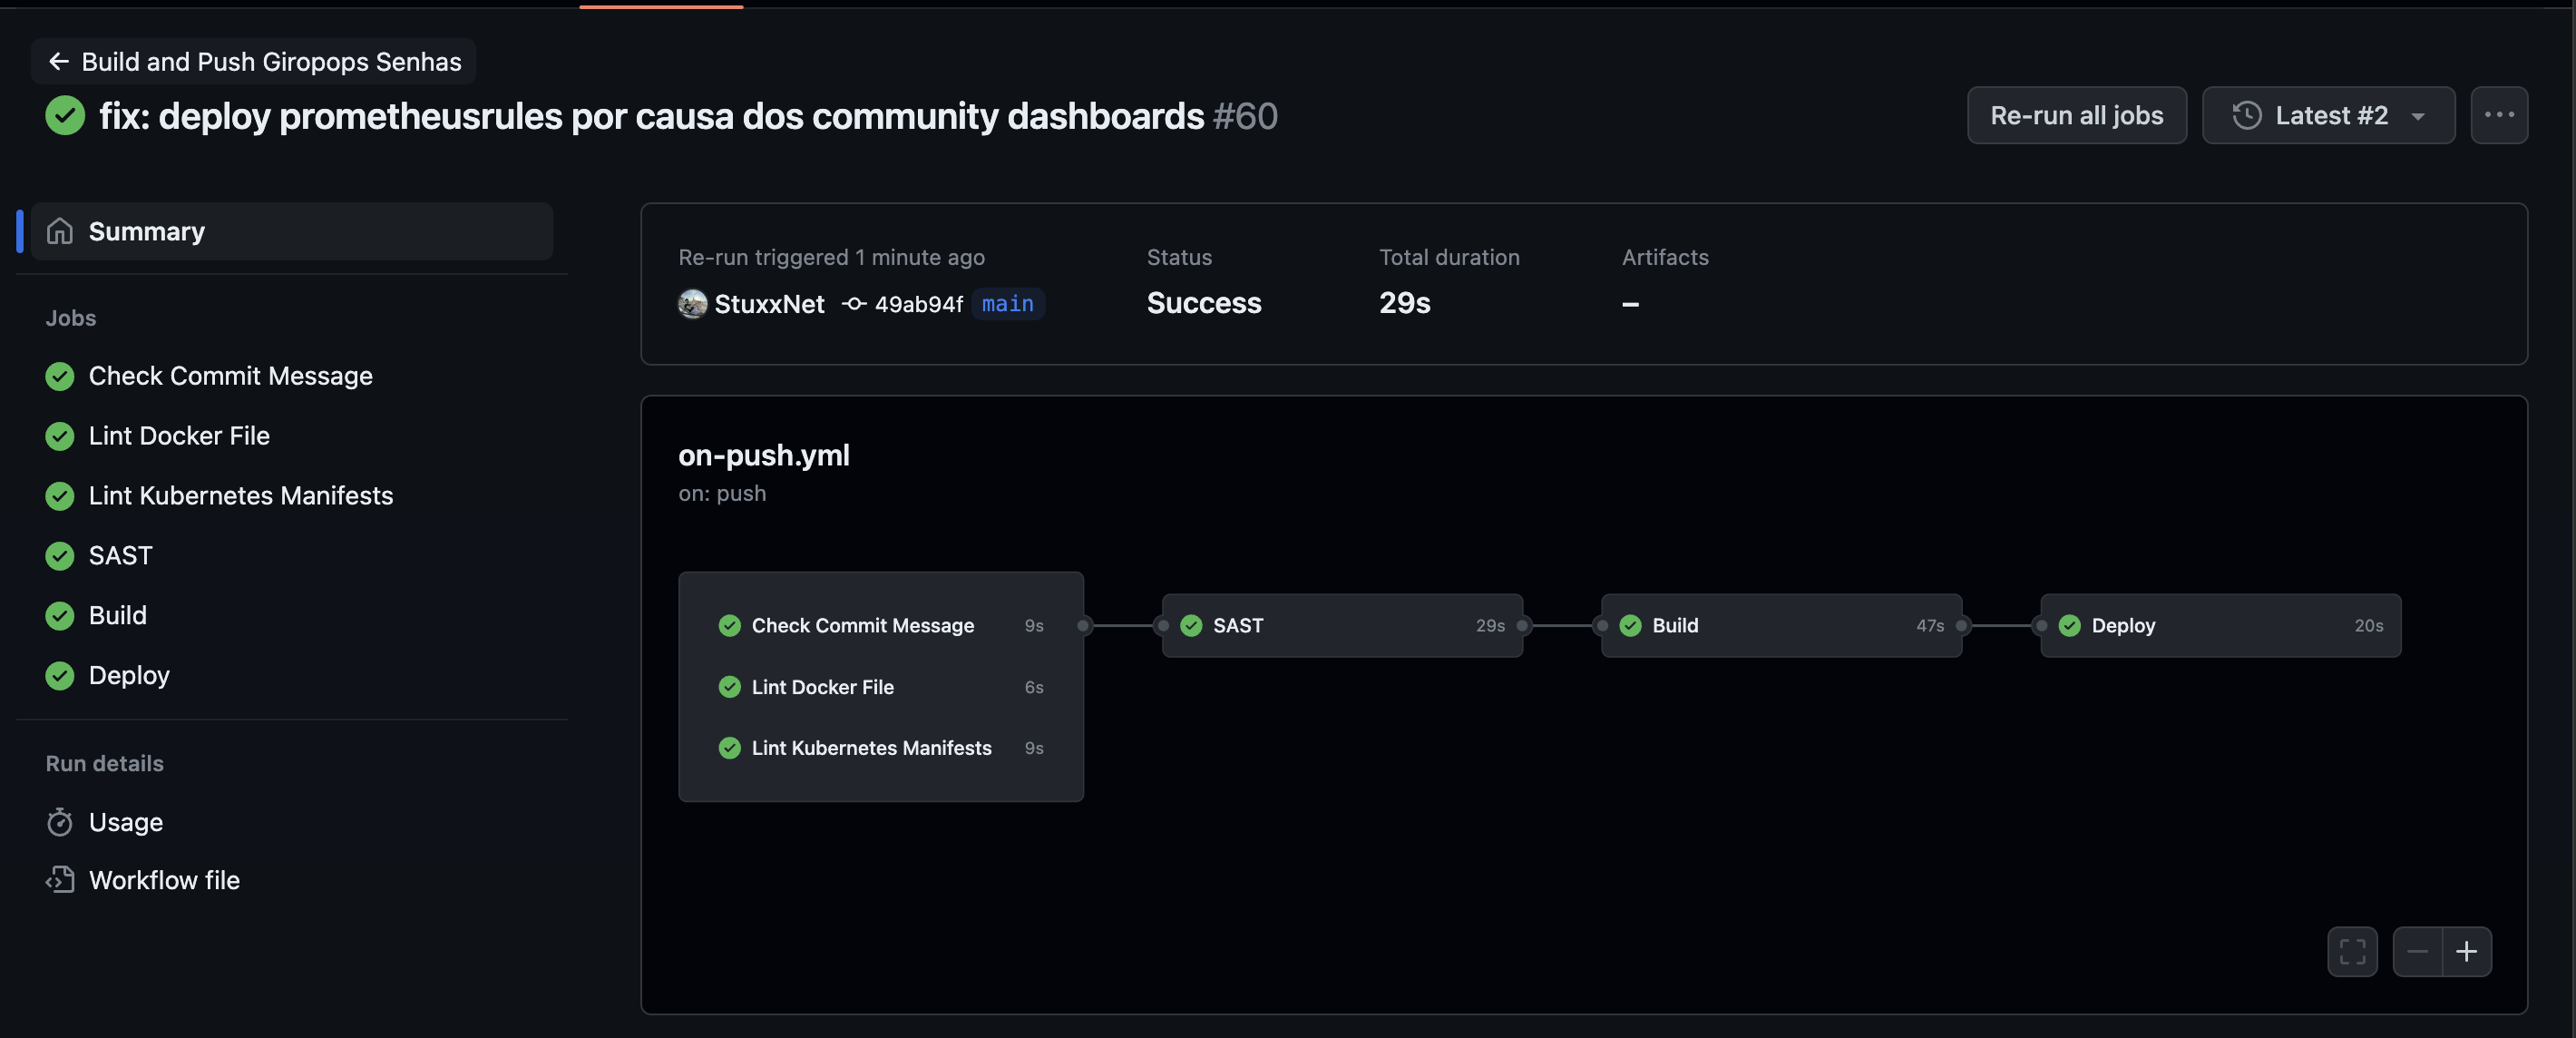 Build and Push Giropops Senhas
fix: deploy prometheusrules por causa dos community dashboards #60
Re-run all jobs
Latest #2
Summary
Jobs
Check Commit Message
Lint Docker File
Lint Kubernetes Manifests
SAST
Build
Deploy
Run details
Usage
Workflow file
Re-run triggered 1 minute ago
StuxxNet 49ab94f main
Status
Success
Total duration
29s
Artifacts
–
on-push.yml
on: push
Check Commit Message 9s
Lint Docker File 6s
Lint Kubernetes Manifests 9s
SAST 29s
Build 47s
Deploy 20s